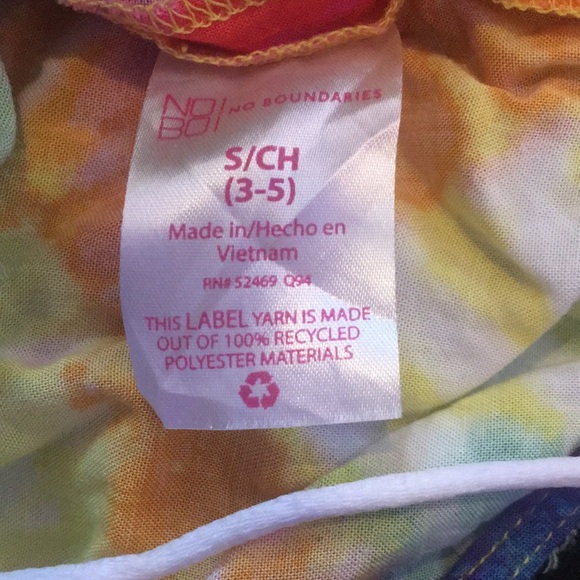 NO BO | NO BOUNDARIES
S/CH
(3-5)
Made in/Hecho en
Vietnam
RN# 52469 Q94
THIS LABEL YARN IS MADE
OUT OF 100% RECYCLED
POLYESTER MATERIALS